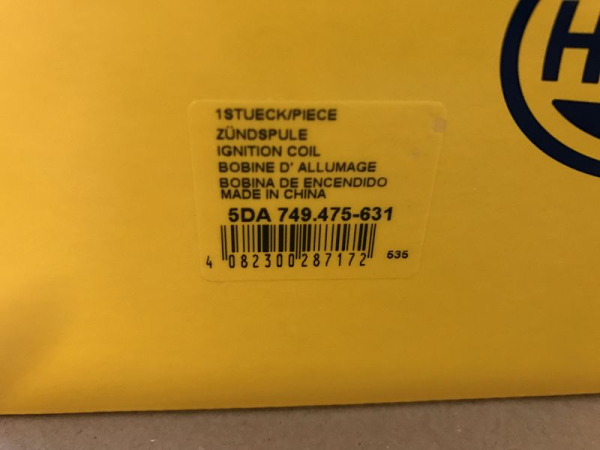 H
1STUECK/PIECE
ZÜNDSPULE
IGNITION COIL
BOBINE D' ALLUMAGE
BOBINA DE ENCENDIDO
MADE IN CHINA
5DA 749.475-631
4 082300 287172
535